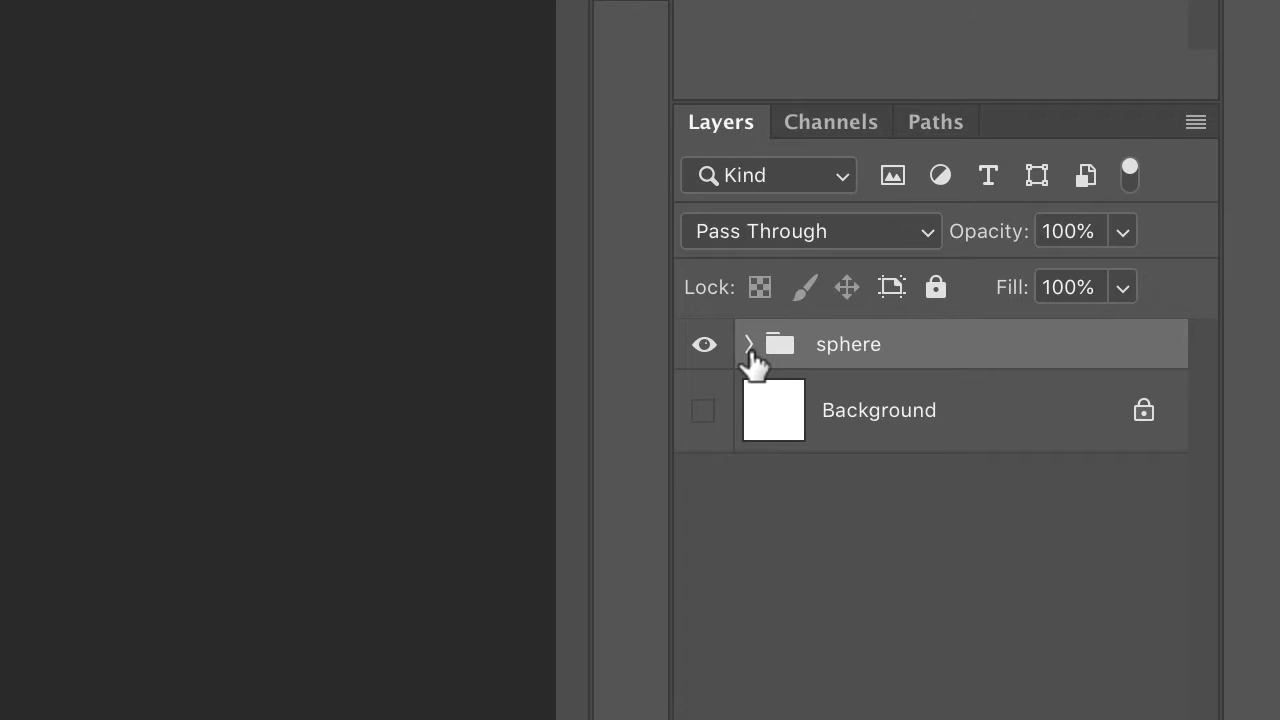 Layers Channels Paths
Kind
Pass Through Opacity: 100%
Lock: Fill: 100%
sphere
Background